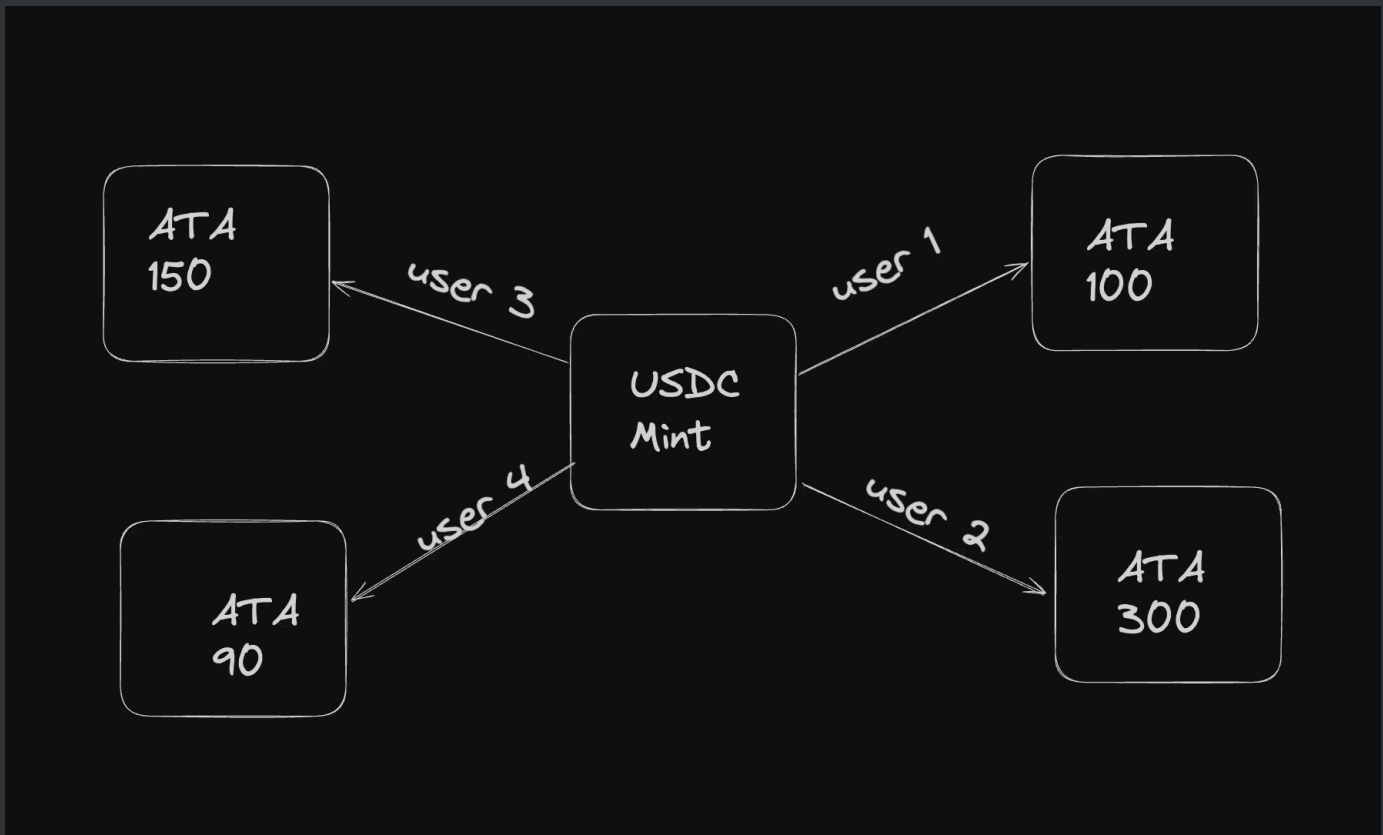 ATA
150
user 3
user 1
ATA
100
USDC
Mint
user 4
ATA
90
user 2
ATA
300